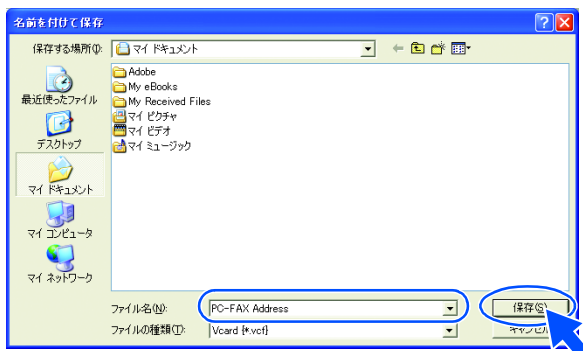 名前を付けて保存
保存する場所(I): マイ ドキュメント
Adobe
My eBooks
My Received Files
マイ ピクチャ
マイ ビデオ
マイ ミュージック
最近使ったファイル
デスクトップ
マイ ドキュメント
マイ コンピュータ
マイ ネットワーク
ファイル名(N): PC-FAX Address 保存(S)
ファイルの種類(T): Vcard {*.vcf} キャンセル